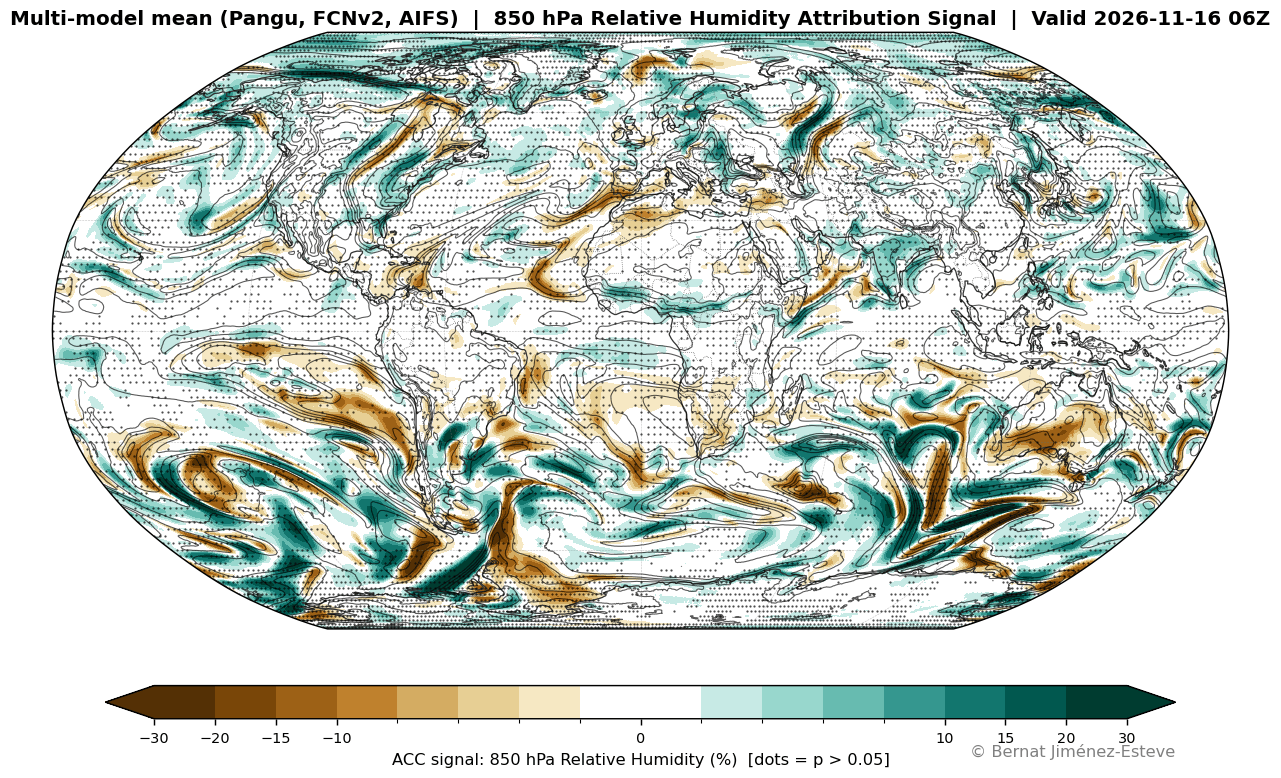 Multi-model mean (Pangu, FCNv2, AIFS)  |  850 hPa Relative Humidity Attribution Signal  |  Valid 2026-11-16 06Z
−30 −20 −15 −10 0 10 15 20 30
ACC signal: 850 hPa Relative Humidity (%)  [dots = p > 0.05]
© Bernat Jiménez-Esteve